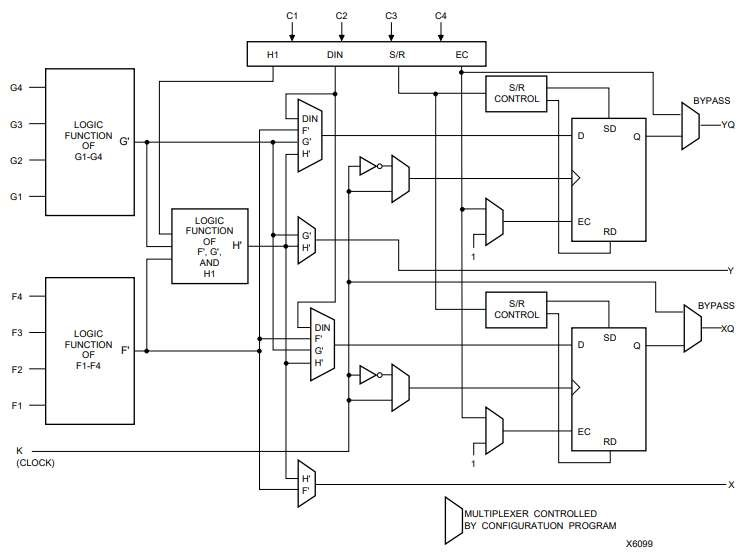 C1 C2 C3 C4
H1 DIN S/R EC
G4
G3
G2
G1
LOGIC
FUNCTION
OF
G1-G4
G'
DIN
F'
G'
H'
S/R
CONTROL
D
SD
Q
EC
RD
1
BYPASS
YQ
LOGIC
FUNCTION
OF
F', G',
AND
H1
H'
G'
H'
Y
F4
F3
F2
F1
LOGIC
FUNCTION
OF
F1-F4
F'
DIN
F'
G'
H'
S/R
CONTROL
D
SD
Q
EC
RD
1
BYPASS
XQ
K
(CLOCK)
H'
F'
X
MULTIPLEXER CONTROLLED
BY CONFIGURATUON PROGRAM
X6099